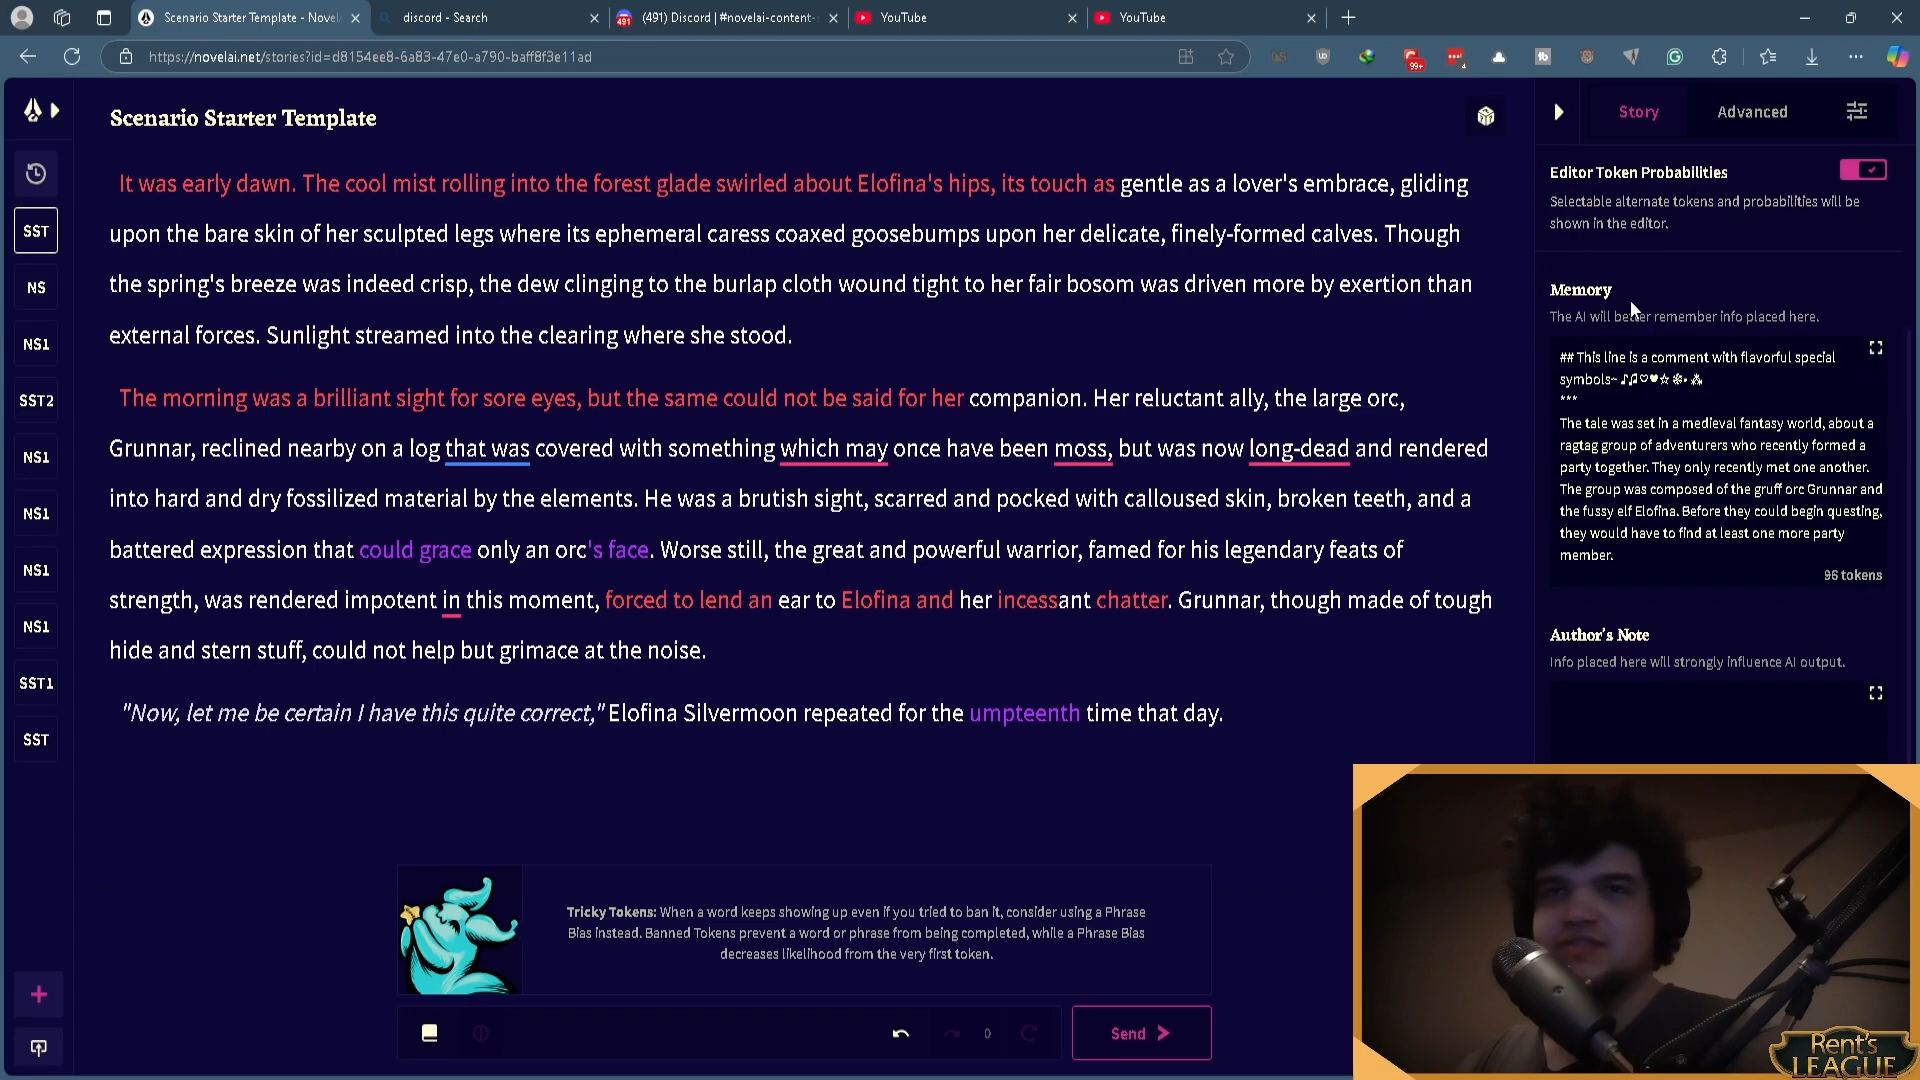 Scenario Starter Template - Novel
discord - Search
491
(491) Discord | #novelai-content-
YouTube
YouTube
https://novelai.net/stories?id=d8154ee8-6a83-47e0-a790-baff8f3e11ad
99+
Scenario Starter Template
Story
Advanced
It was early dawn. The cool mist rolling into the forest glade swirled about Elofina's hips, its touch as gentle as a lover's embrace, gliding
upon the bare skin of her sculpted legs where its ephemeral caress coaxed goosebumps upon her delicate, finely-formed calves. Though
the spring's breeze was indeed crisp, the dew clinging to the burlap cloth wound tight to her fair bosom was driven more by exertion than
external forces. Sunlight streamed into the clearing where she stood.
The morning was a brilliant sight for sore eyes, but the same could not be said for her companion. Her reluctant ally, the large orc,
Grunnar, reclined nearby on a log that was covered with something which may once have been moss, but was now long-dead and rendered
into hard and dry fossilized material by the elements. He was a brutish sight, scarred and pocked with calloused skin, broken teeth, and a
battered expression that could grace only an orc's face. Worse still, the great and powerful warrior, famed for his legendary feats of
strength, was rendered impotent in this moment, forced to lend an ear to Elofina and her incessant chatter. Grunnar, though made of tough
hide and stern stuff, could not help but grimace at the noise.
"Now, let me be certain I have this quite correct," Elofina Silvermoon repeated for the umpteenth time that day.
SST
NS
NS1
SST2
NS1
NS1
NS1
NS1
SST1
SST
Editor Token Probabilities
Selectable alternate tokens and probabilities will be
shown in the editor.
Memory
The AI will better remember info placed here.
## This line is a comment with flavorful special
symbols~ ♪♫♡♥☆❄•⁂
***
The tale was set in a medieval fantasy world, about a
ragtag group of adventurers who recently formed a
party together. They only recently met one another.
The group was composed of the gruff orc Grunnar and
the fussy elf Elofina. Before they could begin questing,
they would have to find at least one more party
member.
96 tokens
Author's Note
Info placed here will strongly influence AI output.
Tricky Tokens: When a word keeps showing up even if you tried to ban it, consider using a Phrase
Bias instead. Banned Tokens prevent a word or phrase from being completed, while a Phrase Bias
decreases likelihood from the very first token.
0
Send
Rent's
LEAGUE